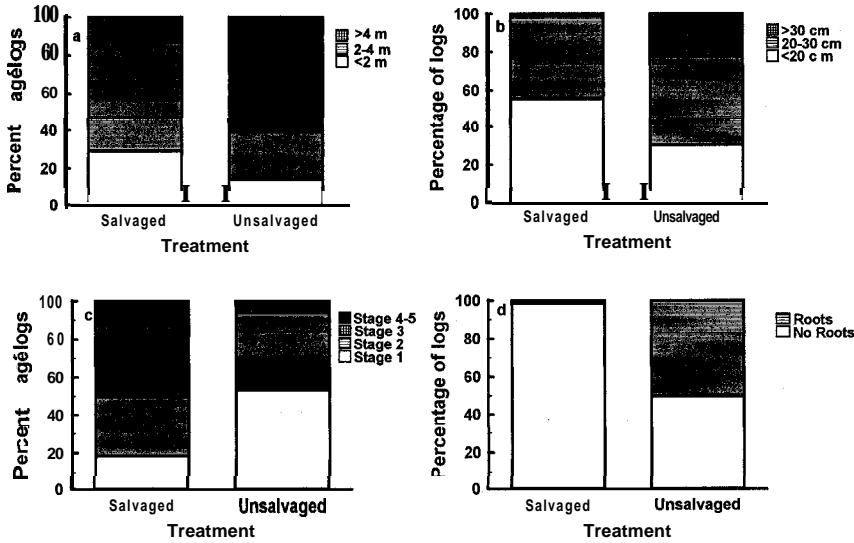 a
Percent agélogs
100
80
60
40
20
0
>4 m
2-4 m
<2 m
Salvaged Unsalvaged
Treatment
b
Percentage of logs
100
80
60
40
20
0
>30 cm
20-30 cm
<20 c m
Salvaged Unsalvaged
Treatment
c
Percent agélogs
100
80
60
40
20
0
Stage 4-5
Stage 3
Stage 2
Stage 1
Salvaged Unsalvaged
Treatment
d
Percentage of logs
100
80
60
40
20
0
Roots
No Roots
Salvaged Unsalvaged
Treatment